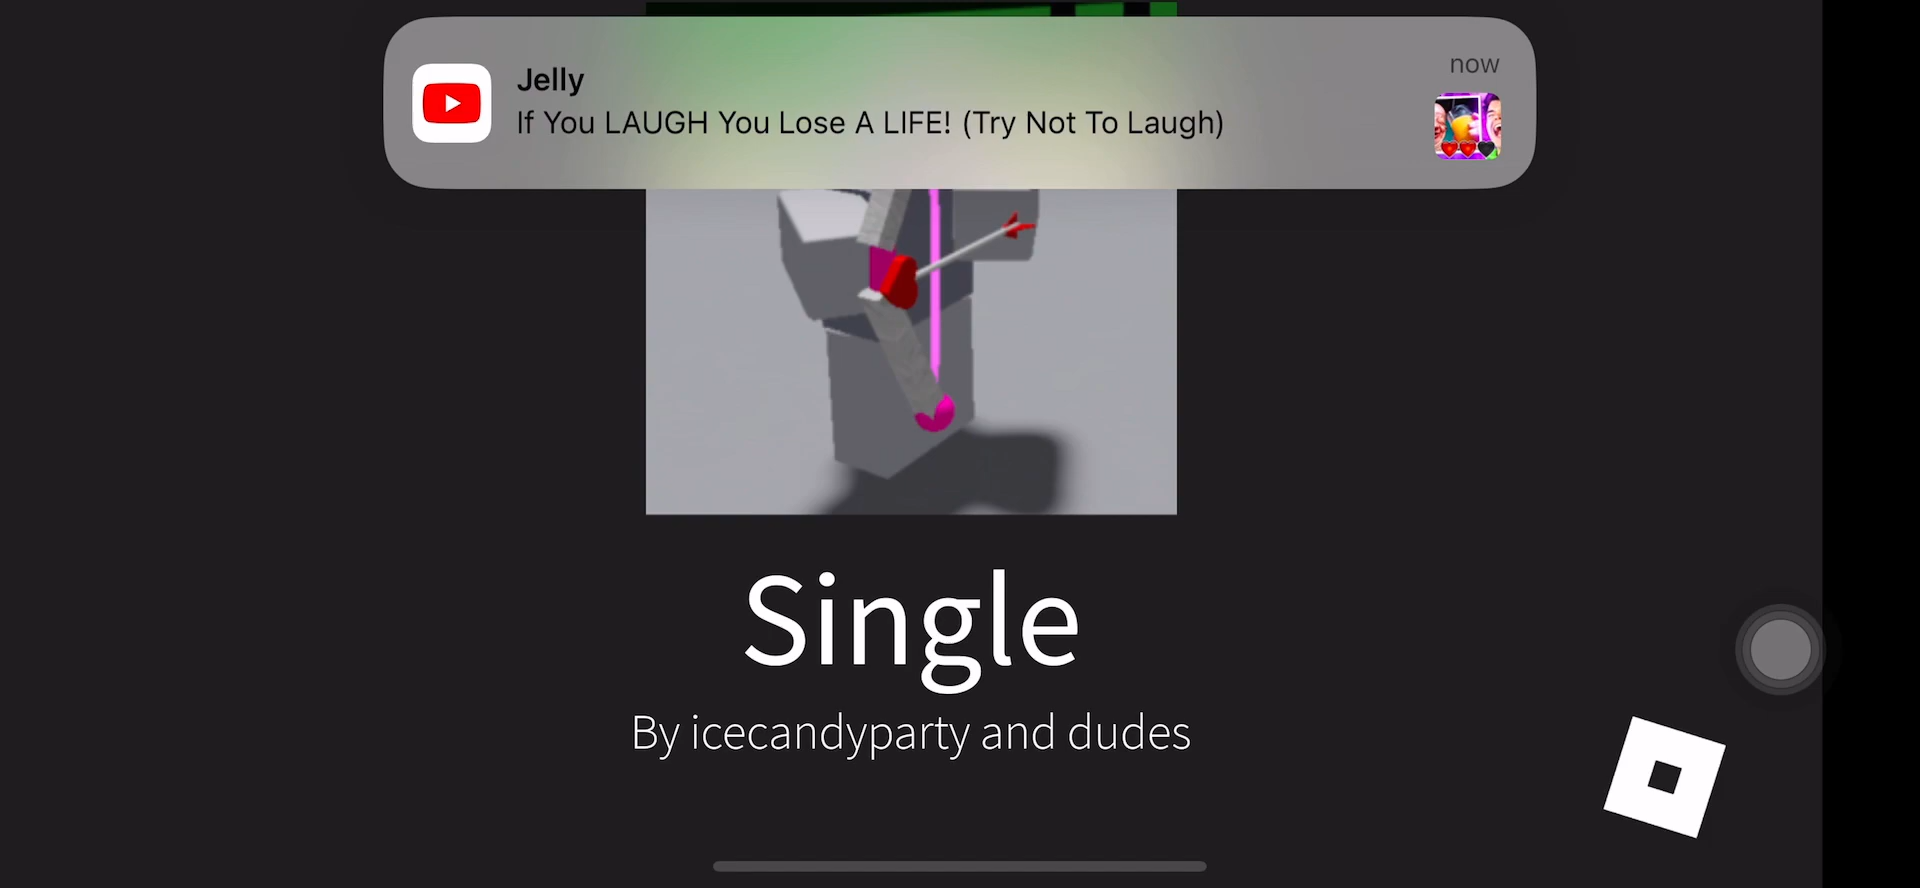 Jelly
now
If You LAUGH You Lose A LIFE! (Try Not To Laugh)
Single
By icecandyparty and dudes